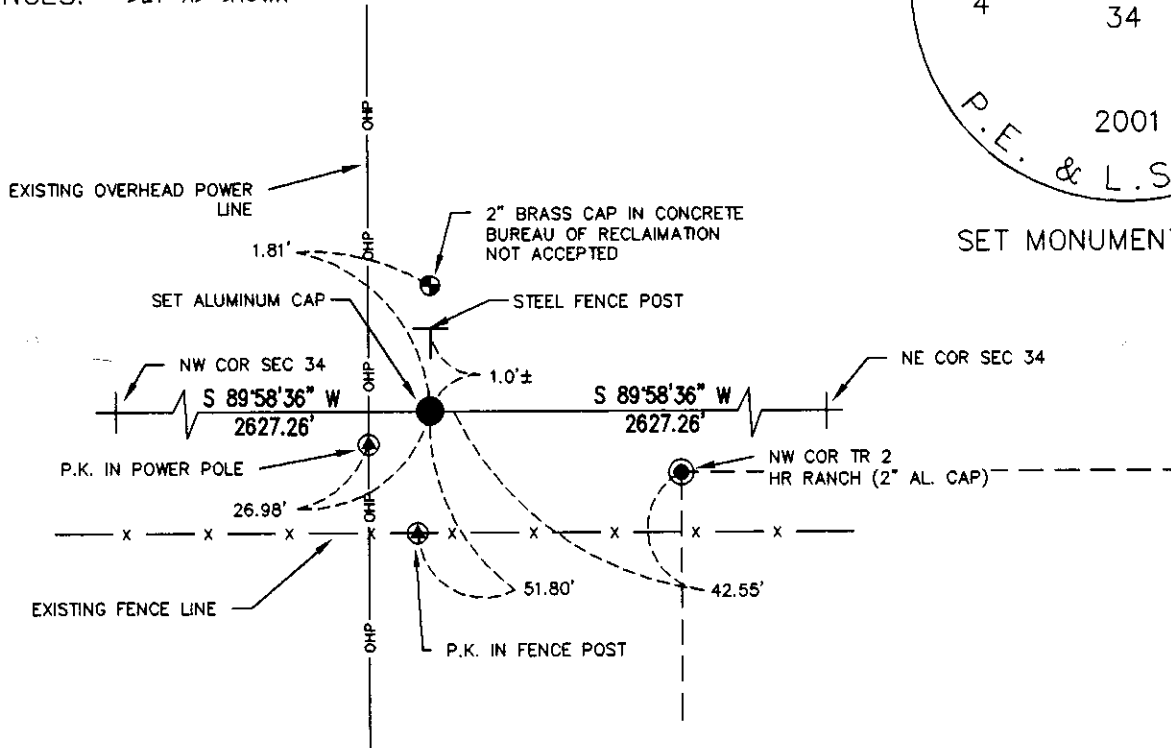 4
34
2001
P.E. & L.S
SET MONUMENT
OHP
EXISTING OVERHEAD POWER
LINE
2" BRASS CAP IN CONCRETE
BUREAU OF RECLAIMATION
NOT ACCEPTED
1.81'
OHP
SET ALUMINUM CAP
STEEL FENCE POST
NW COR SEC 34
OHP
1.0'±
NE COR SEC 34
S 89°58'36" W
2627.26'
S 89°58'36" W
2627.26'
P.K. IN POWER POLE
NW COR TR 2
HR RANCH (2" AL. CAP)
26.98'
OHP
X X X X X X X X X
51.80'
42.55'
EXISTING FENCE LINE
OHP
P.K. IN FENCE POST